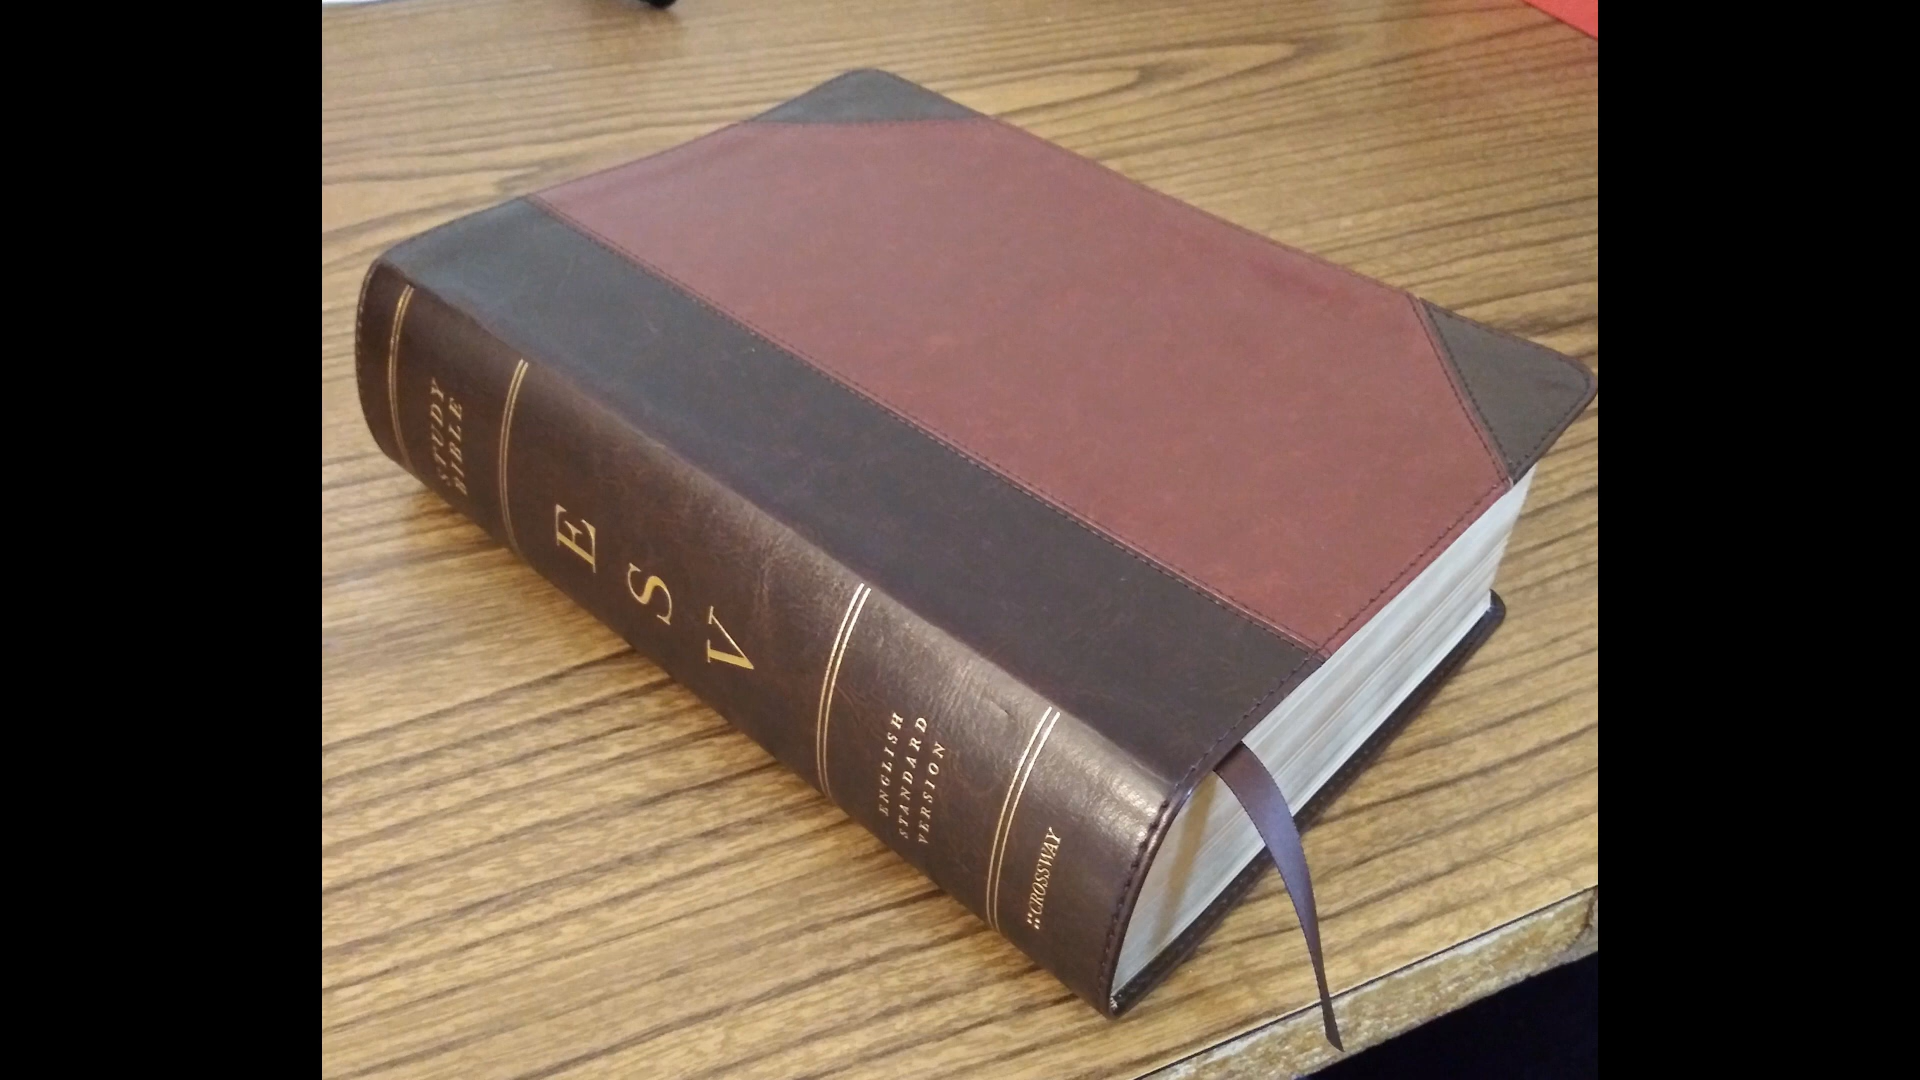 STUDY
BIBLE
E
S
V
ENGLISH
STANDARD
VERSION
CROSSWAY